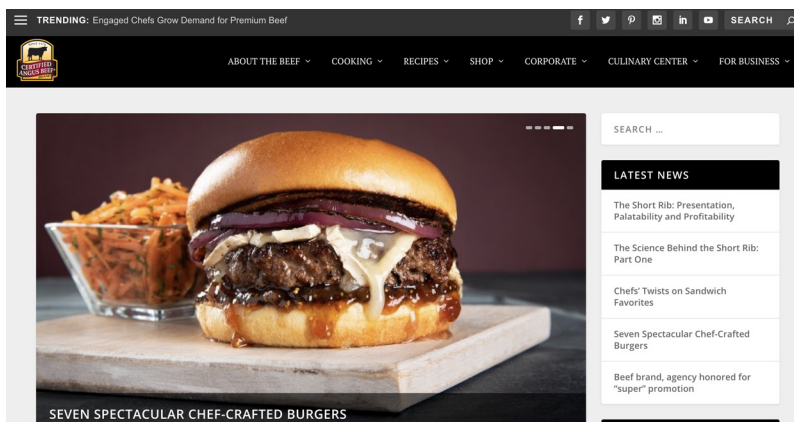 TRENDING: Engaged Chefs Grow Demand for Premium Beef
SEARCH
CERTIFIED
ANGUS BEEF
ABOUT THE BEEF
COOKING
RECIPES
SHOP
CORPORATE
CULINARY CENTER
FOR BUSINESS
SEARCH ...
LATEST NEWS
The Short Rib: Presentation,
Palatability and Profitability
The Science Behind the Short Rib:
Part One
Chefs' Twists on Sandwich
Favorites
Seven Spectacular Chef-Crafted
Burgers
Beef brand, agency honored for
"super" promotion
SEVEN SPECTACULAR CHEF-CRAFTED BURGERS